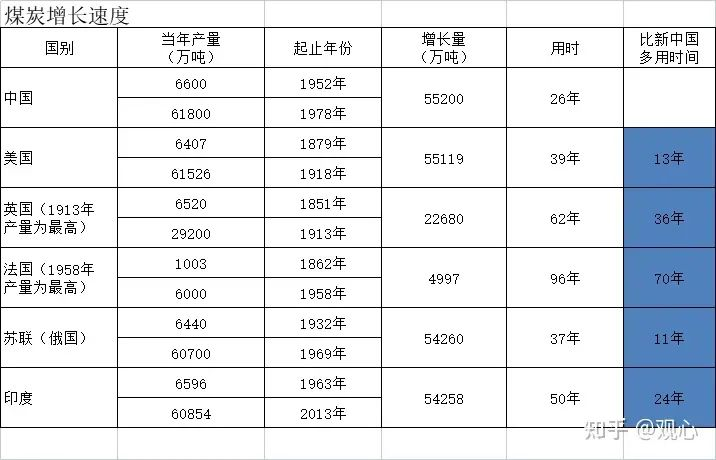 煤炭增长速度
国别 当年产量（万吨） 起止年份 增长量（万吨） 用时 比新中国多用时间
中国 6600 1952年 55200 26年
61800 1978年
美国 6407 1879年 55119 39年 13年
61526 1918年
英国（1913年产量为最高） 6520 1851年 22680 62年 36年
29200 1913年
法国（1958年产量为最高） 1003 1862年 4997 96年 70年
6000 1958年
苏联（俄国） 6440 1932年 54260 37年 11年
60700 1969年
印度 6596 1963年 54258 50年 24年
60854 2013年
知乎 @观心